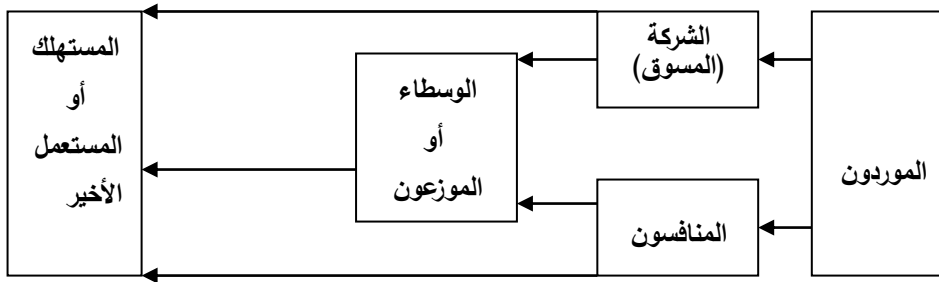 الموردون
الشركة
(المسوق)
المنافسون
الوسطاء
أو
الموزعون
المستهلك
أو
المستعمل
الأخير